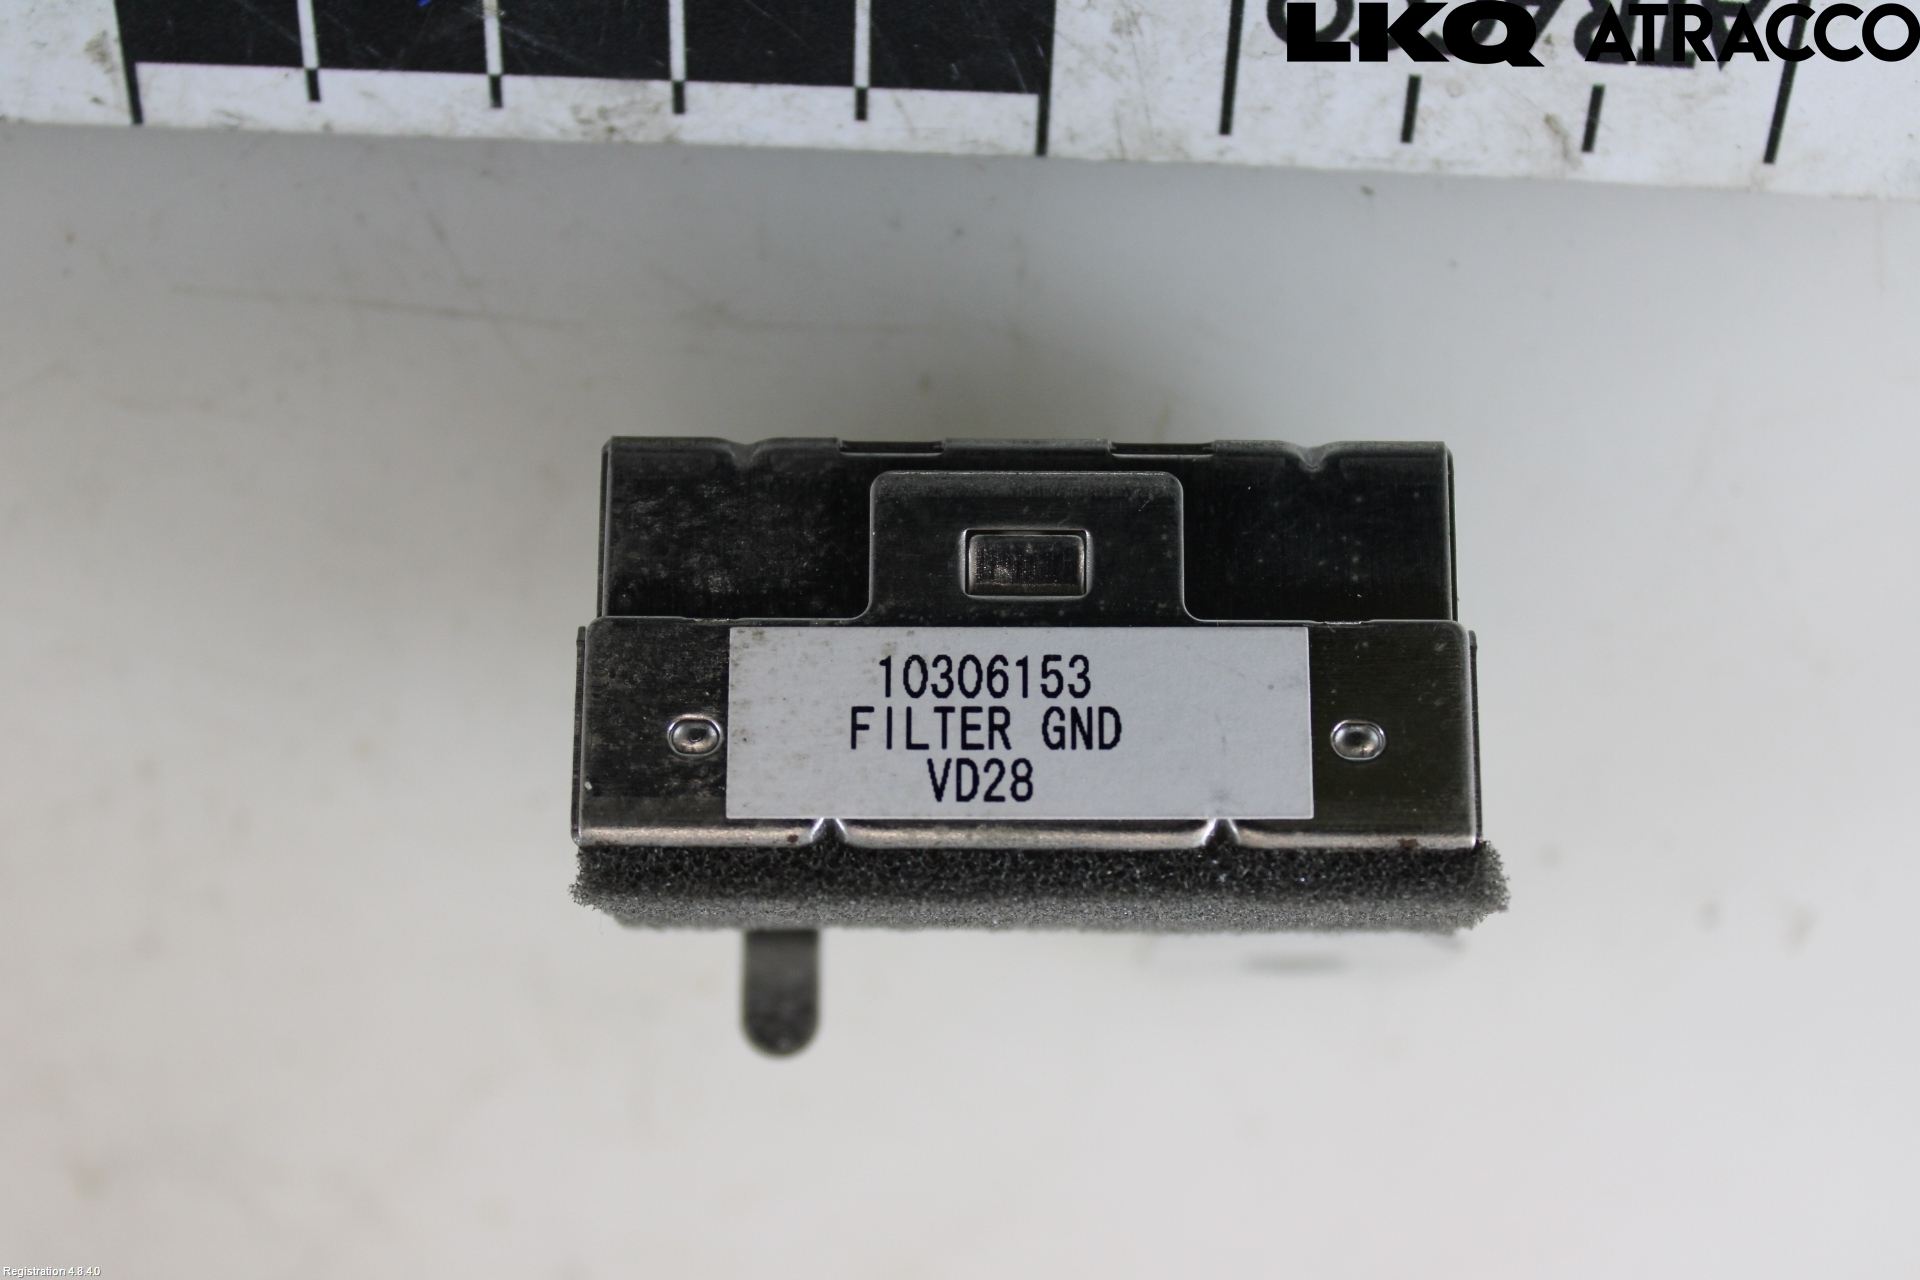 LKQ ATRACCO
10306153
FILTER GND
VD28
Registration 4.8.4.0